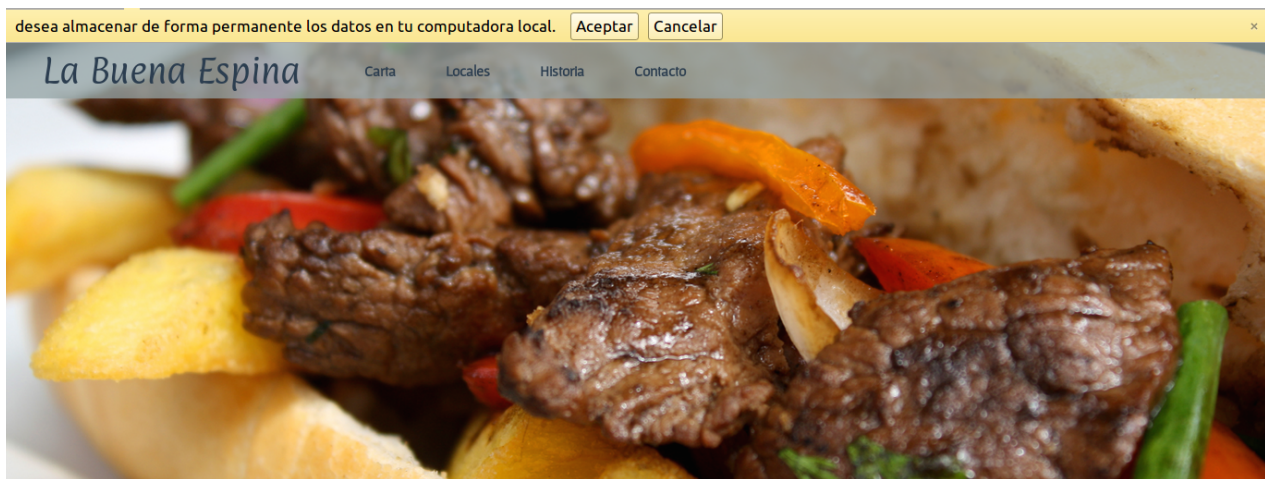 desea almacenar de forma permanente los datos en tu computadora local. Aceptar Cancelar ×
La Buena Espina Carta Locales Historia Contacto